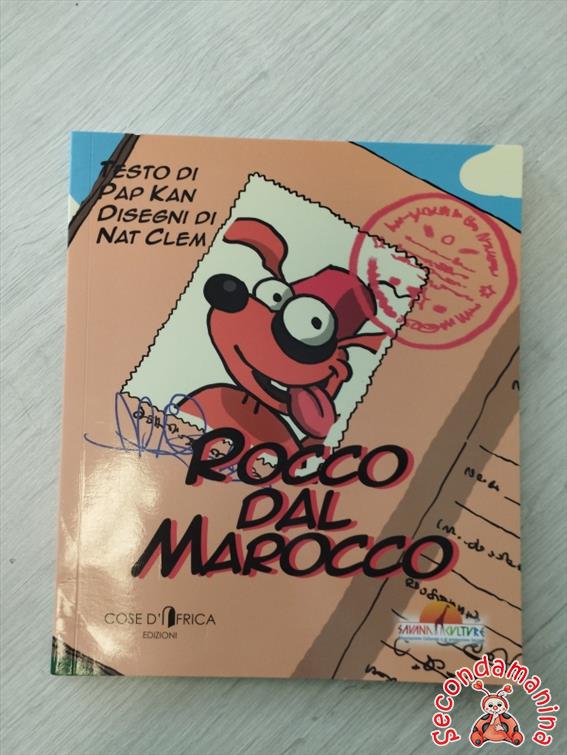 TESTO DI
PAP KAN
DISEGNI DI
NAT CLEM
ROCCO
DAL
MAROCCO
COSE D'AFRICA
EDIZIONI
SAVANA CULTURE
Secondamanina